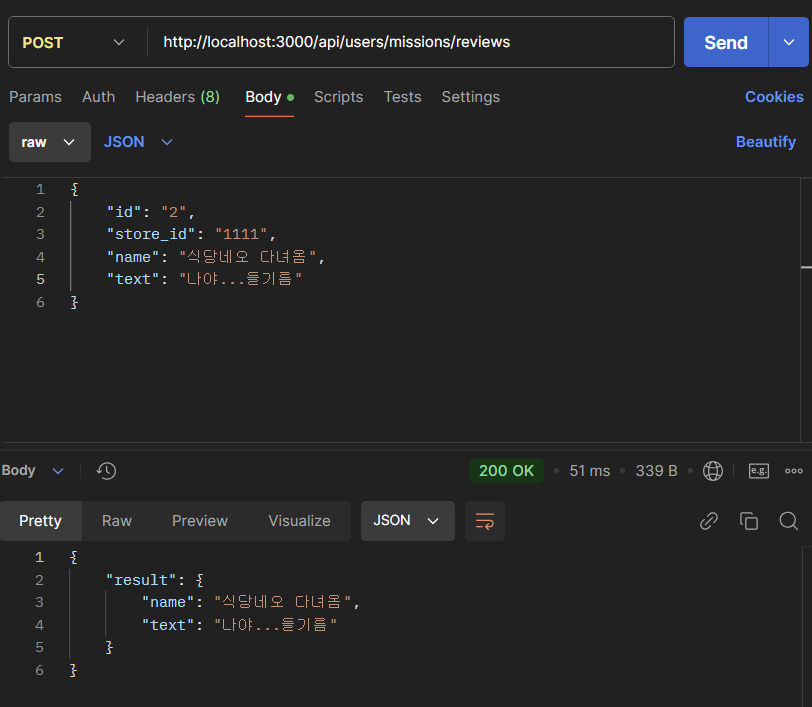 POST http://localhost:3000/api/users/missions/reviews Send
Params Auth Headers (8) Body Scripts Tests Settings Cookies
raw JSON Beautify
1 {
2 "id": "2",
3 "store_id": "1111",
4 "name": "식당네오 다녀옴",
5 "text": "나야...들기름"
6 }
Body 200 OK 51 ms 339 B e.g.
Pretty Raw Preview Visualize JSON
1 {
2 "result": {
3 "name": "식당네오 다녀옴",
4 "text": "나야...들기름"
5 }
6 }